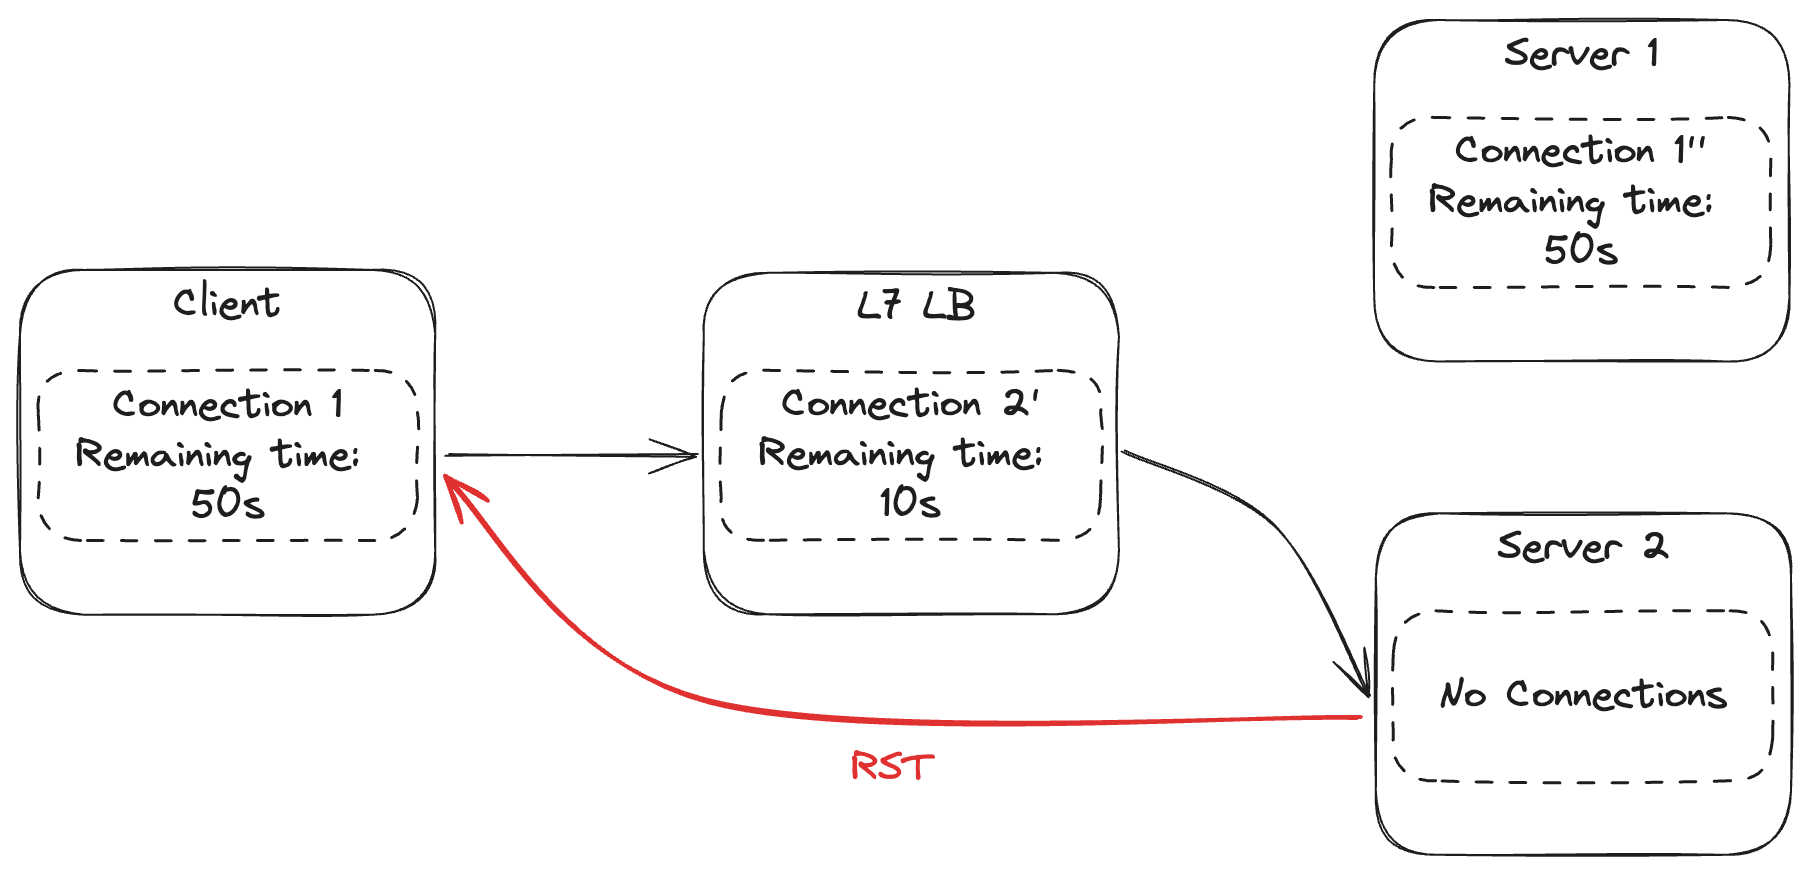 Client
Connection 1
Remaining time:
50s
L7 LB
Connection 2'
Remaining time:
10s
Server 1
Connection 1''
Remaining time:
50s
Server 2
No Connections
RST